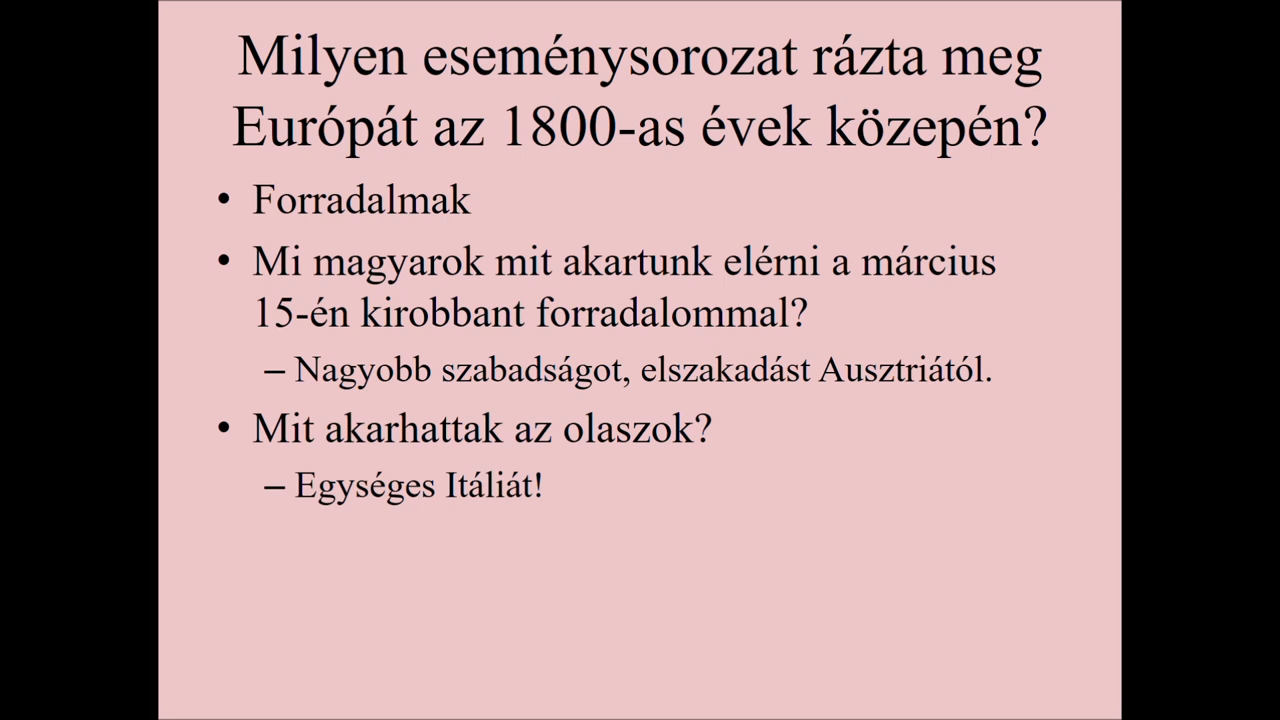 Milyen eseménysorozat rázta meg
Európát az 1800-as évek közepén?
• Forradalmak
• Mi magyarok mit akartunk elérni a március
15-én kirobbant forradalommal?
– Nagyobb szabadságot, elszakadást Ausztriától.
• Mit akarhattak az olaszok?
– Egységes Itáliát!